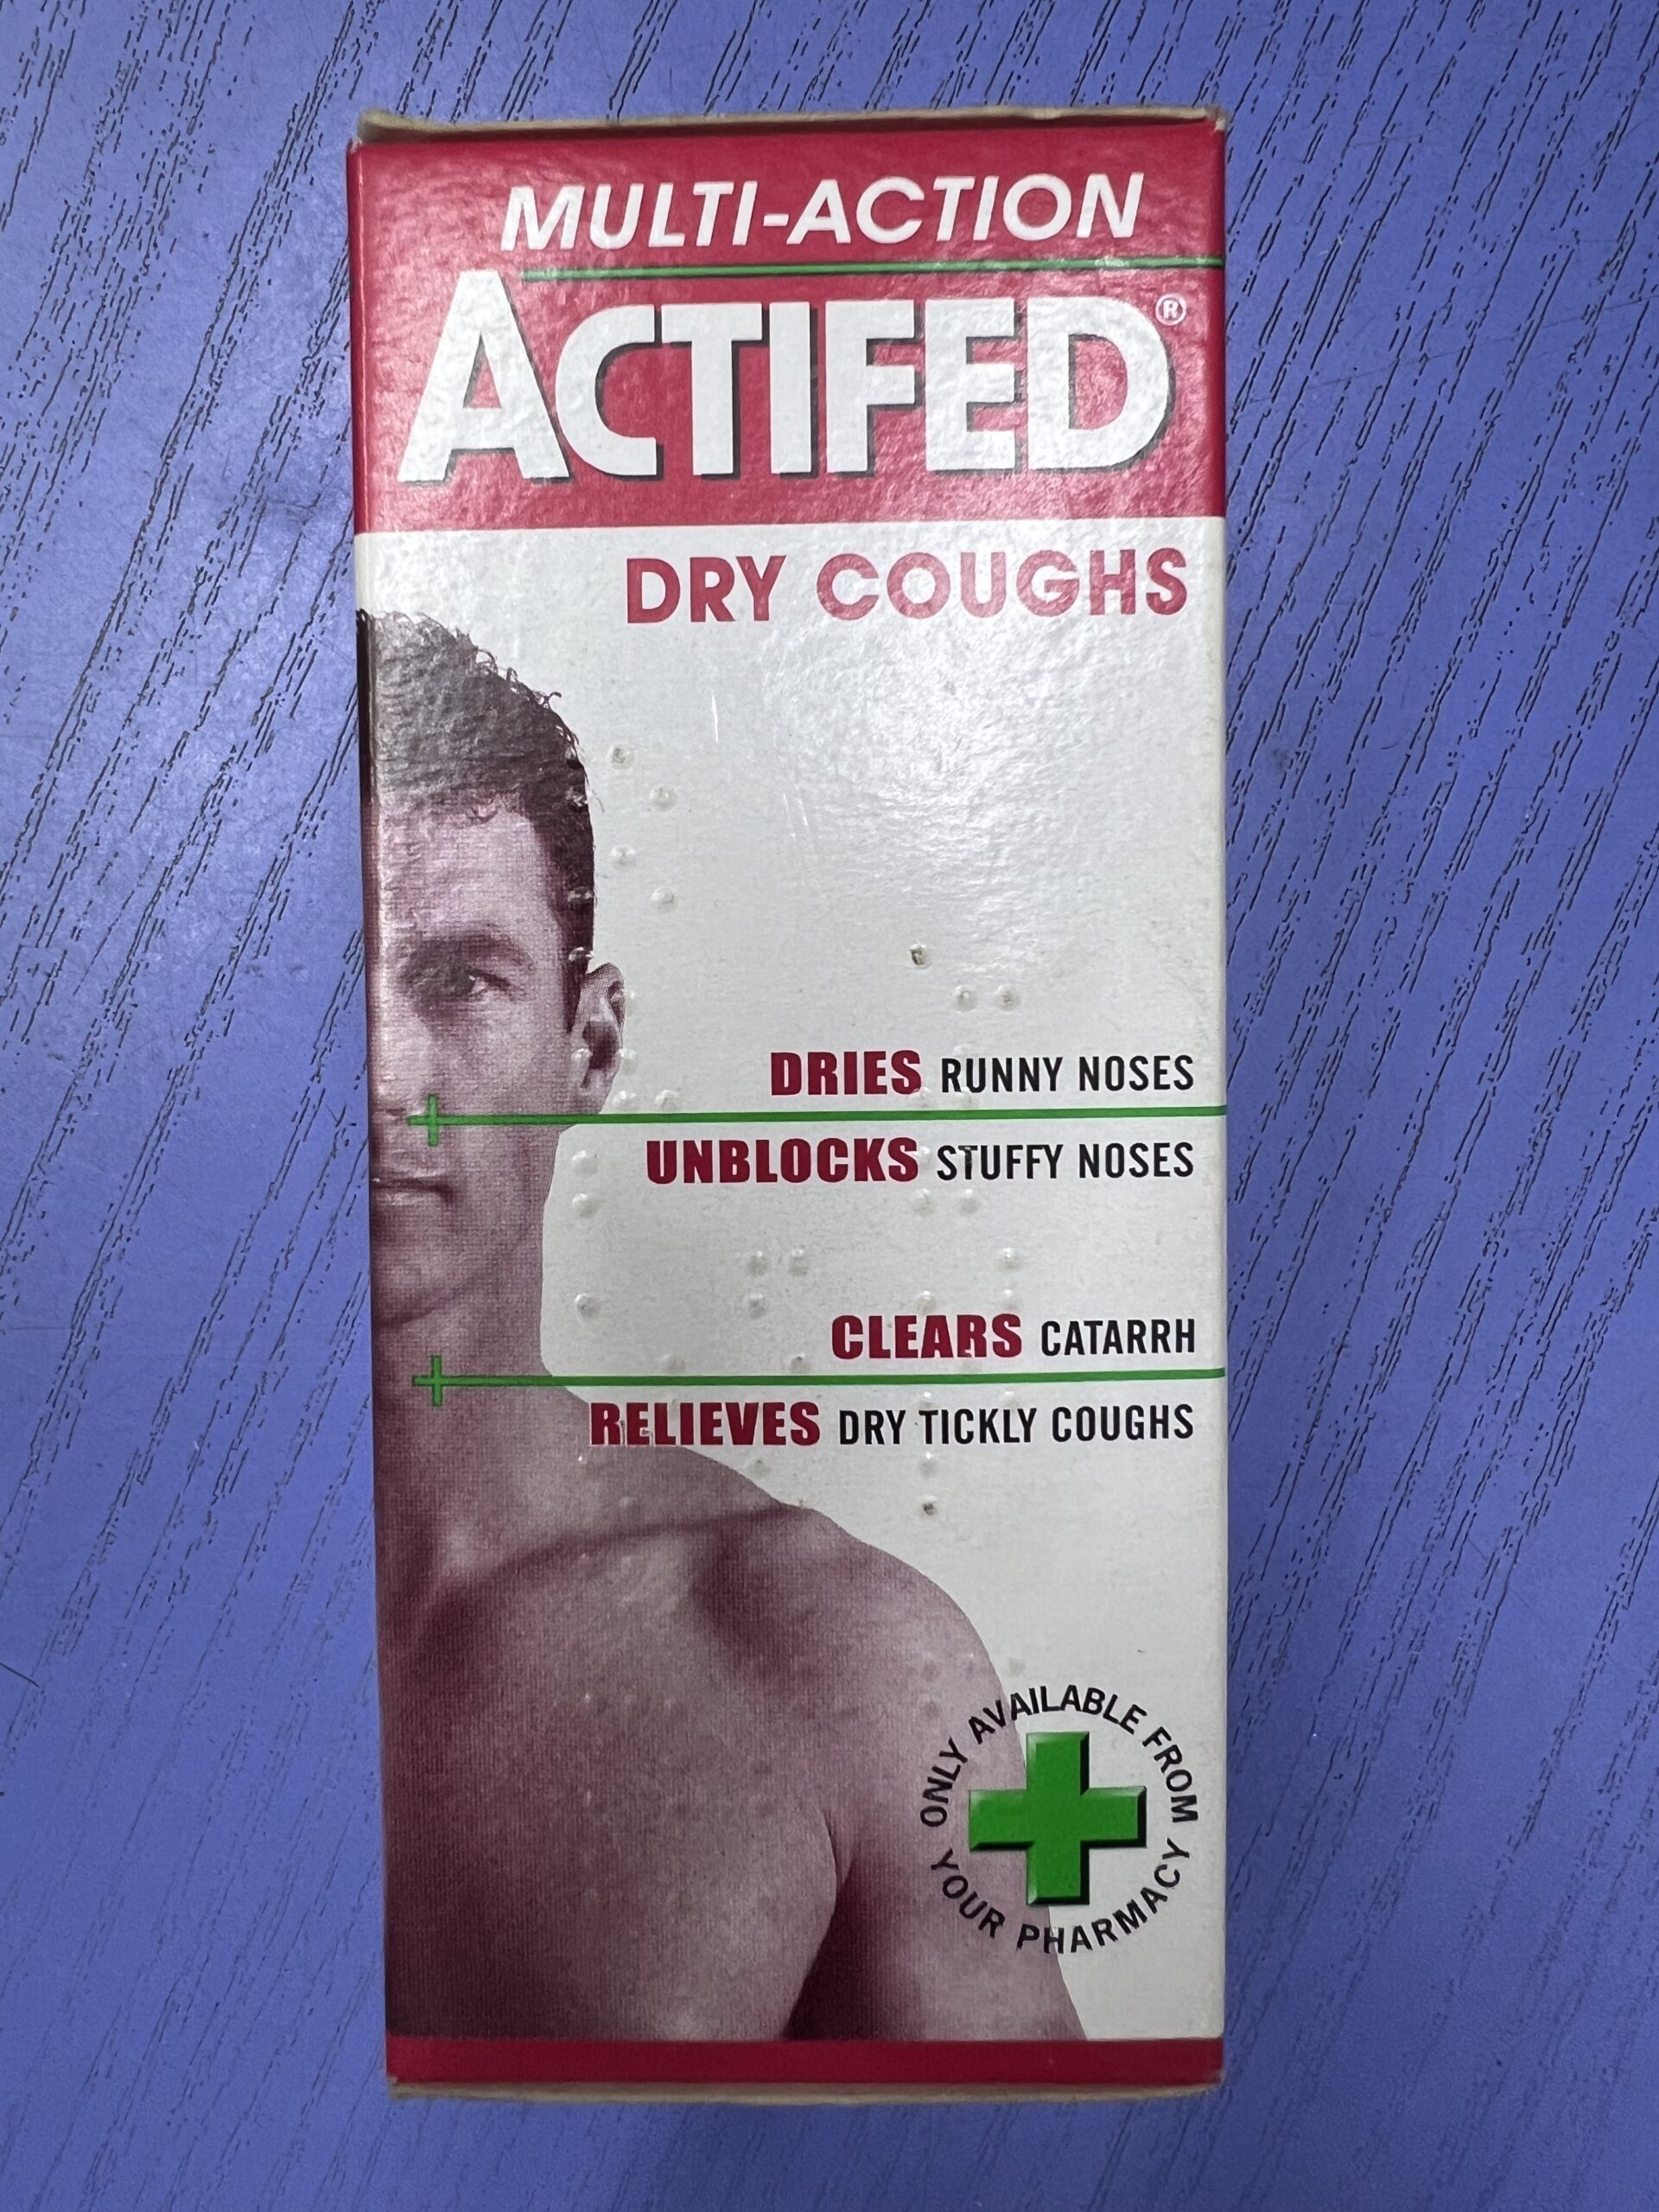 MULTI-ACTION
ACTIFED®
DRY COUGHS
DRIES RUNNY NOSES
UNBLOCKS STUFFY NOSES
CLEARS CATARRH
RELIEVES DRY TICKLY COUGHS
ONLY AVAILABLE FROM
YOUR PHARMACY